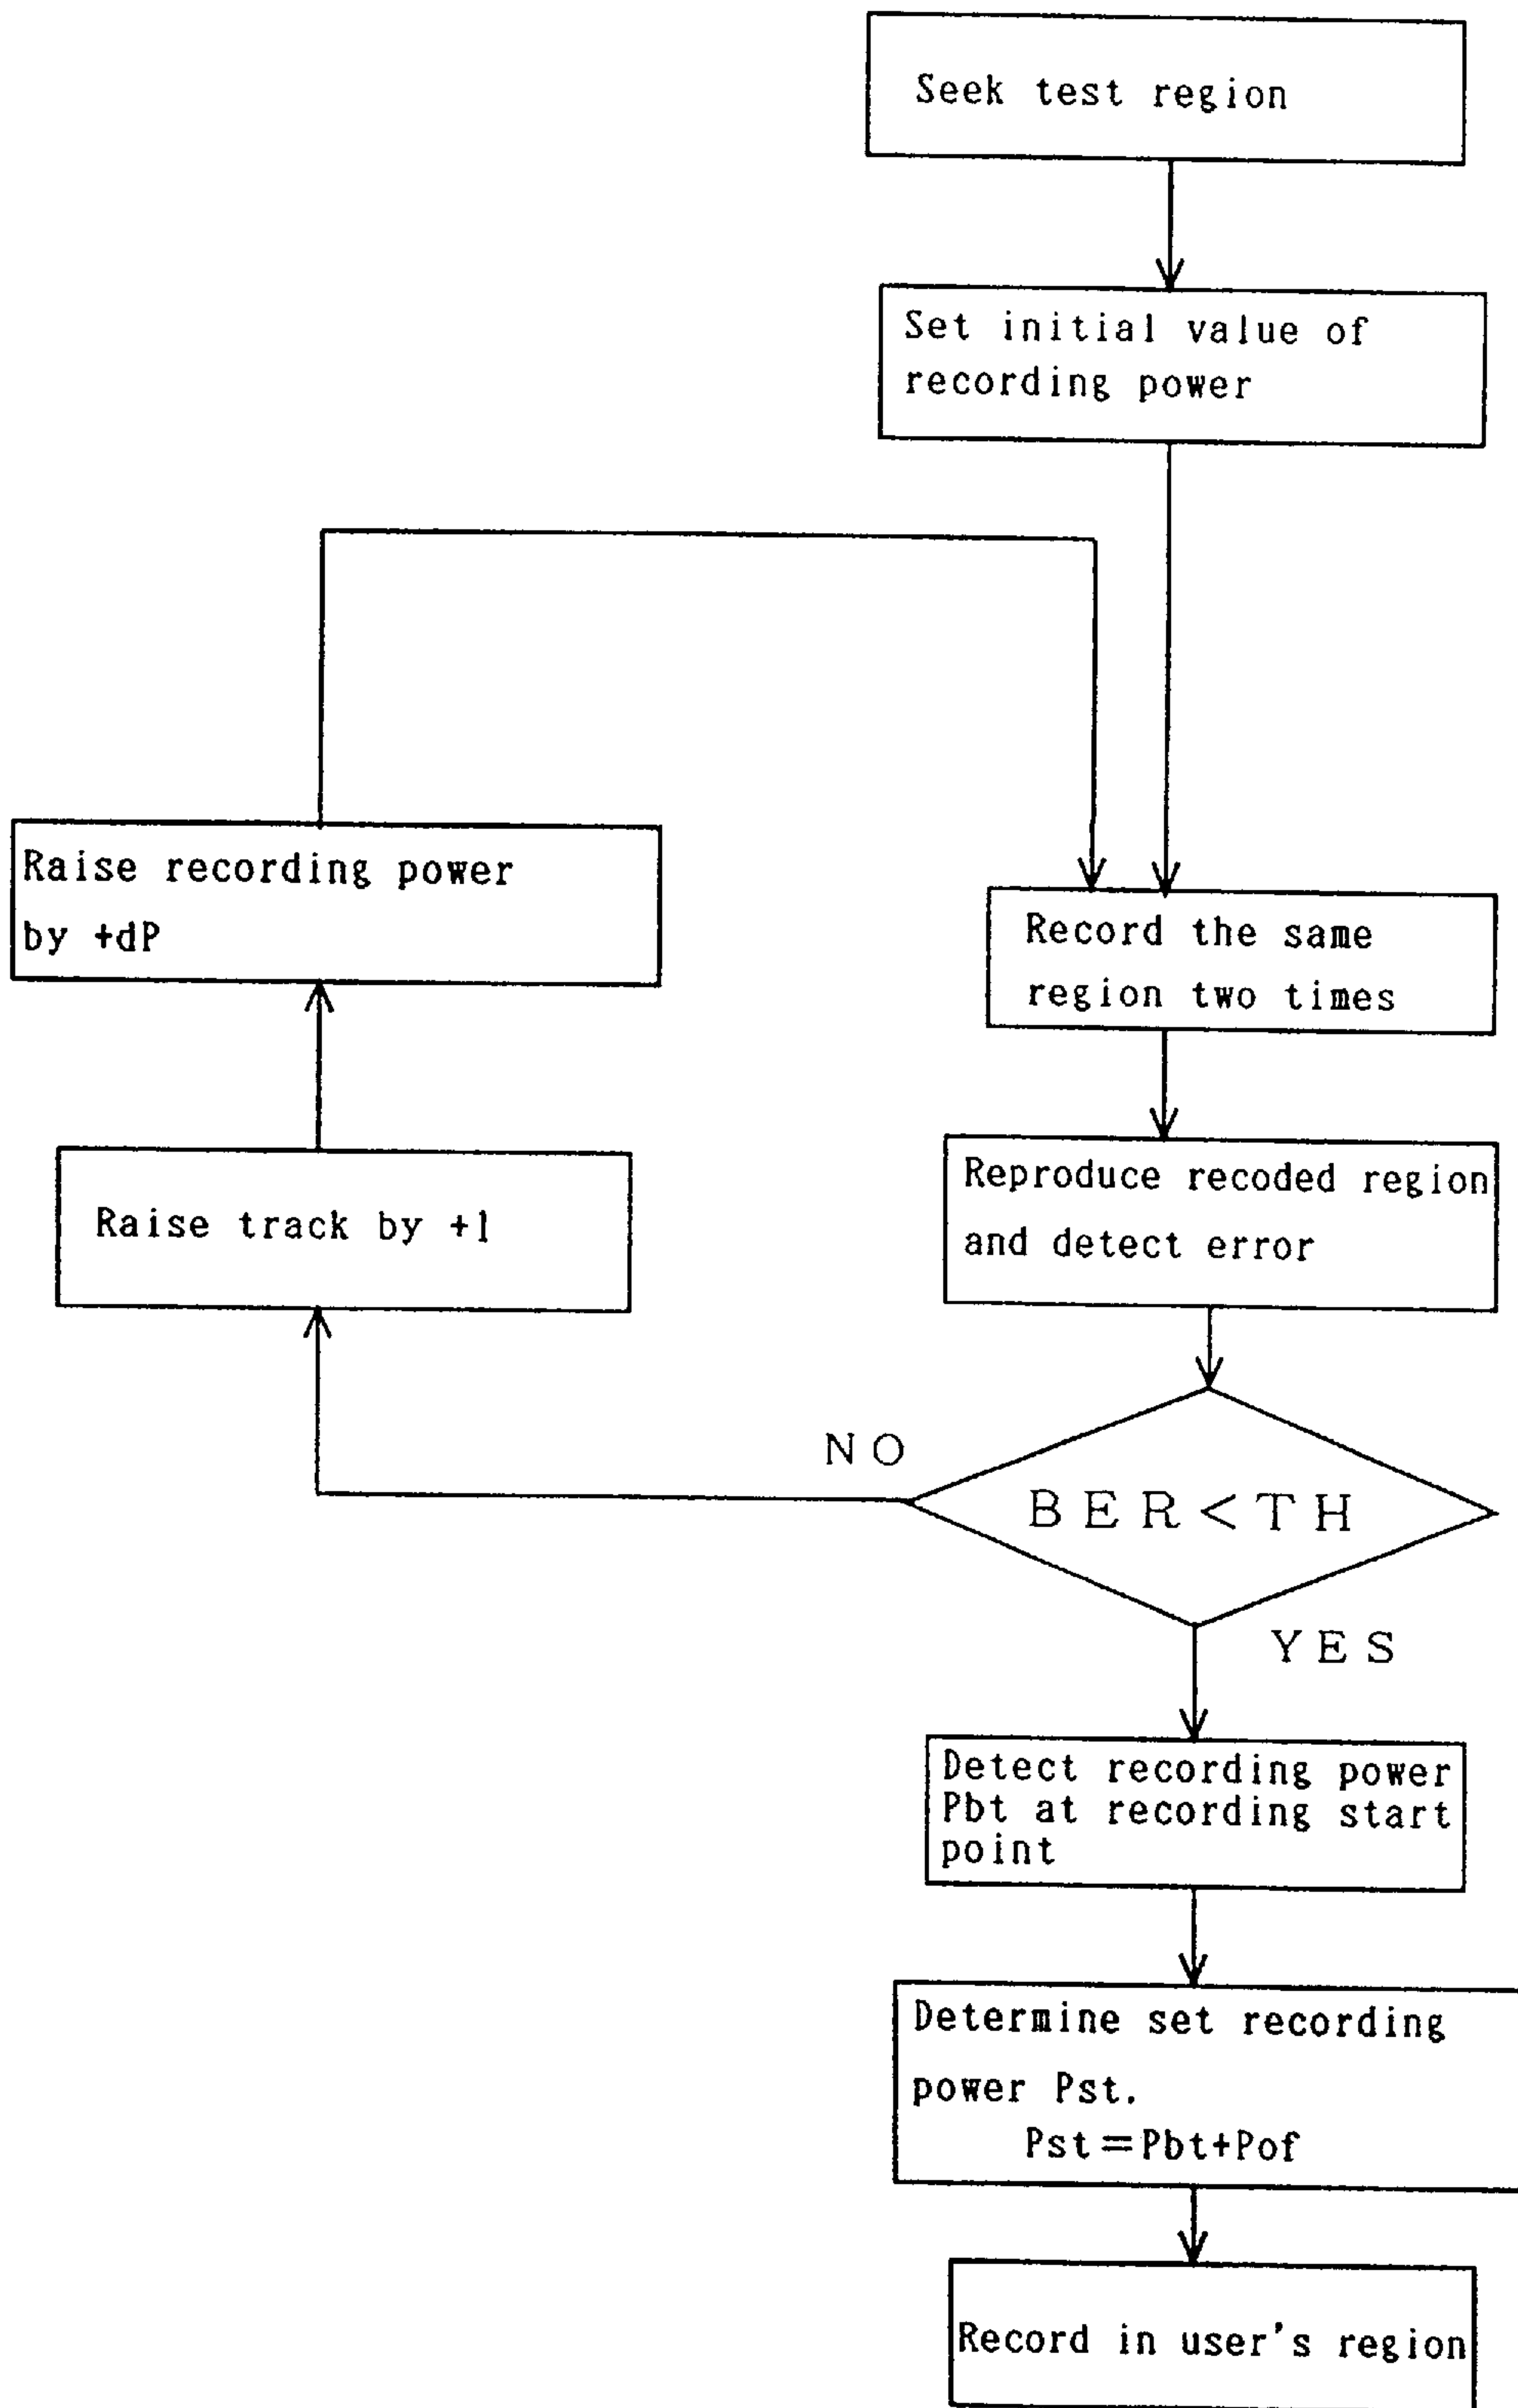 Seek test region
Set initial value of
recording power
Raise recording power
by +dP
Record the same
region two times
Raise track by +1
Reproduce recoded region
and detect error
NO
BER<TH
YES
Detect recording power
Pbt at recording start
point
Determine set recording
power Pst.
Pst=Pbt+Pof
Record in user's region